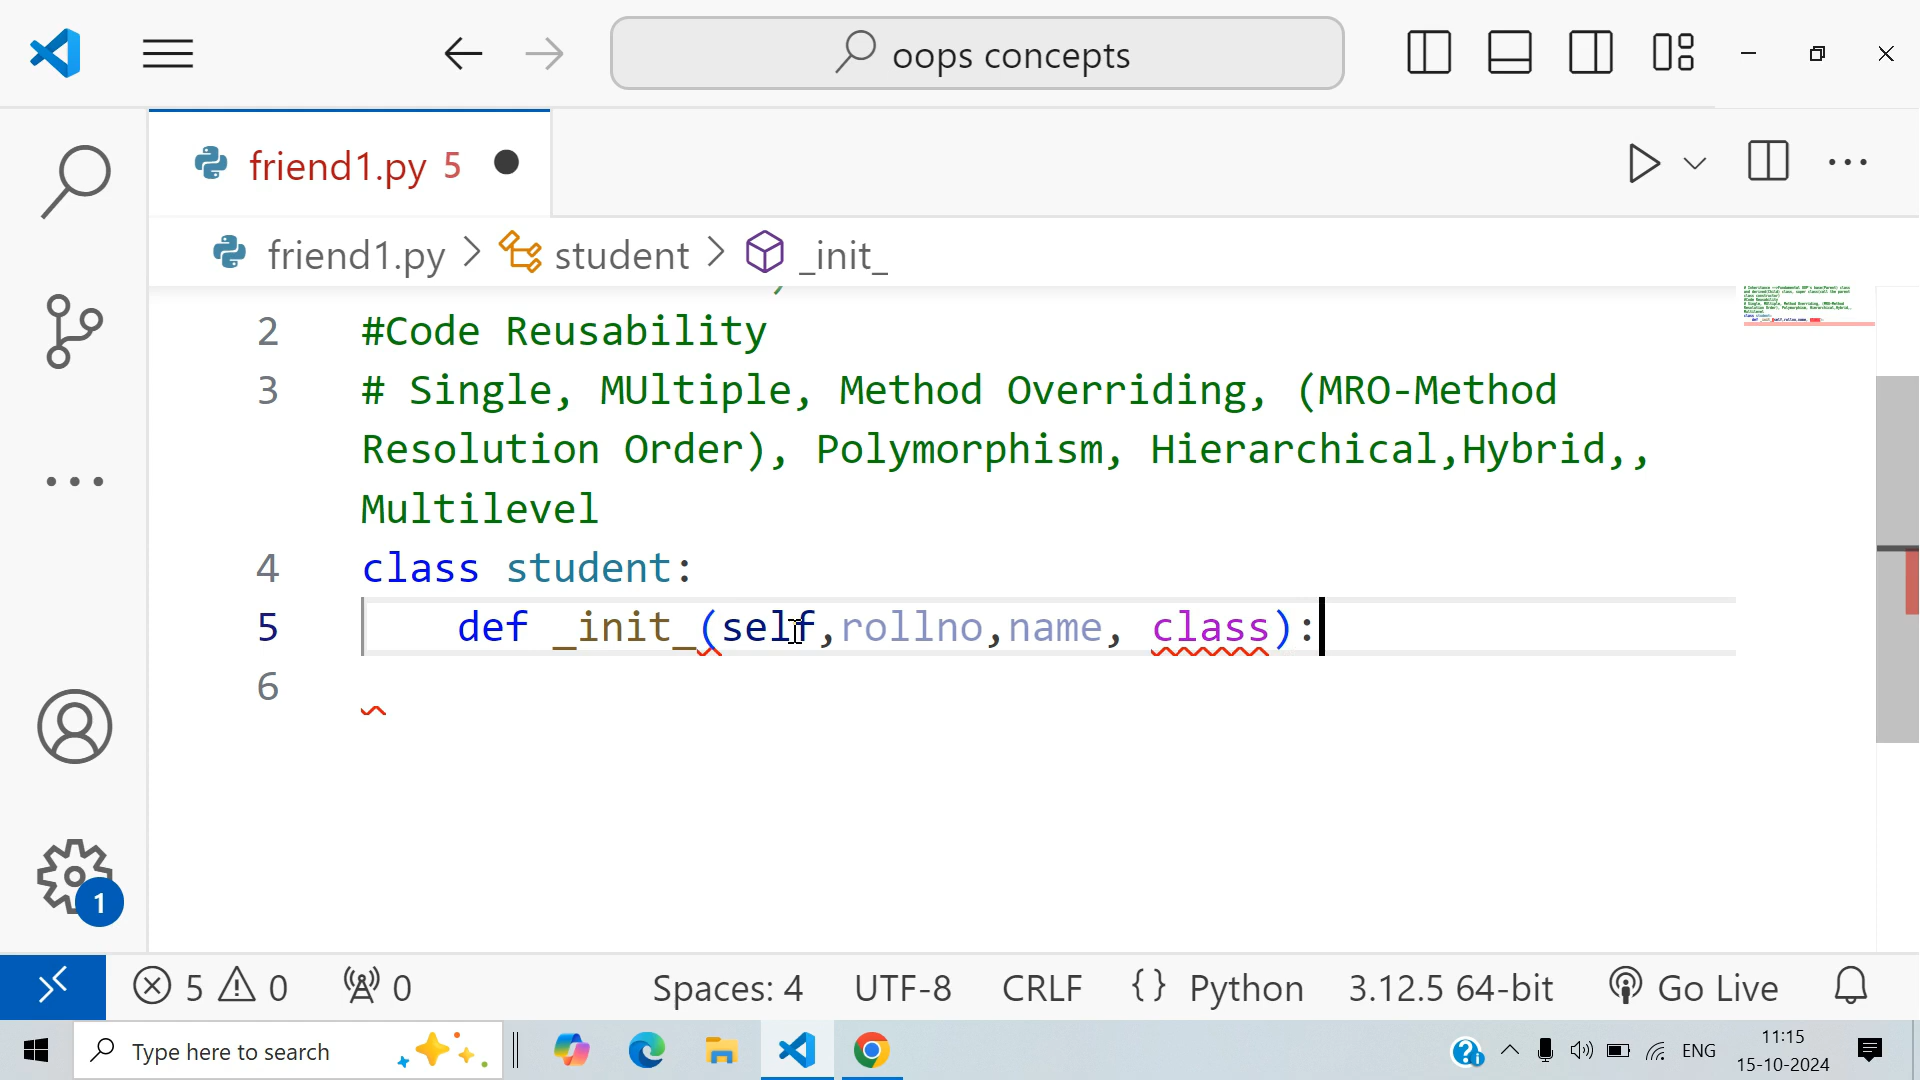 oops concepts
friend1.py 5
friend1.py > student > _init_
2 #Code Reusability
3 # Single, MUltiple, Method Overriding, (MRO-Method
Resolution Order), Polymorphism, Hierarchical,Hybrid,,
Multilevel
4 class student:
5 def _init_(self,rollno,name, class):
6
1
5 0 0 Spaces: 4 UTF-8 CRLF {} Python 3.12.5 64-bit Go Live
Type here to search
ENG
11:15
15-10-2024